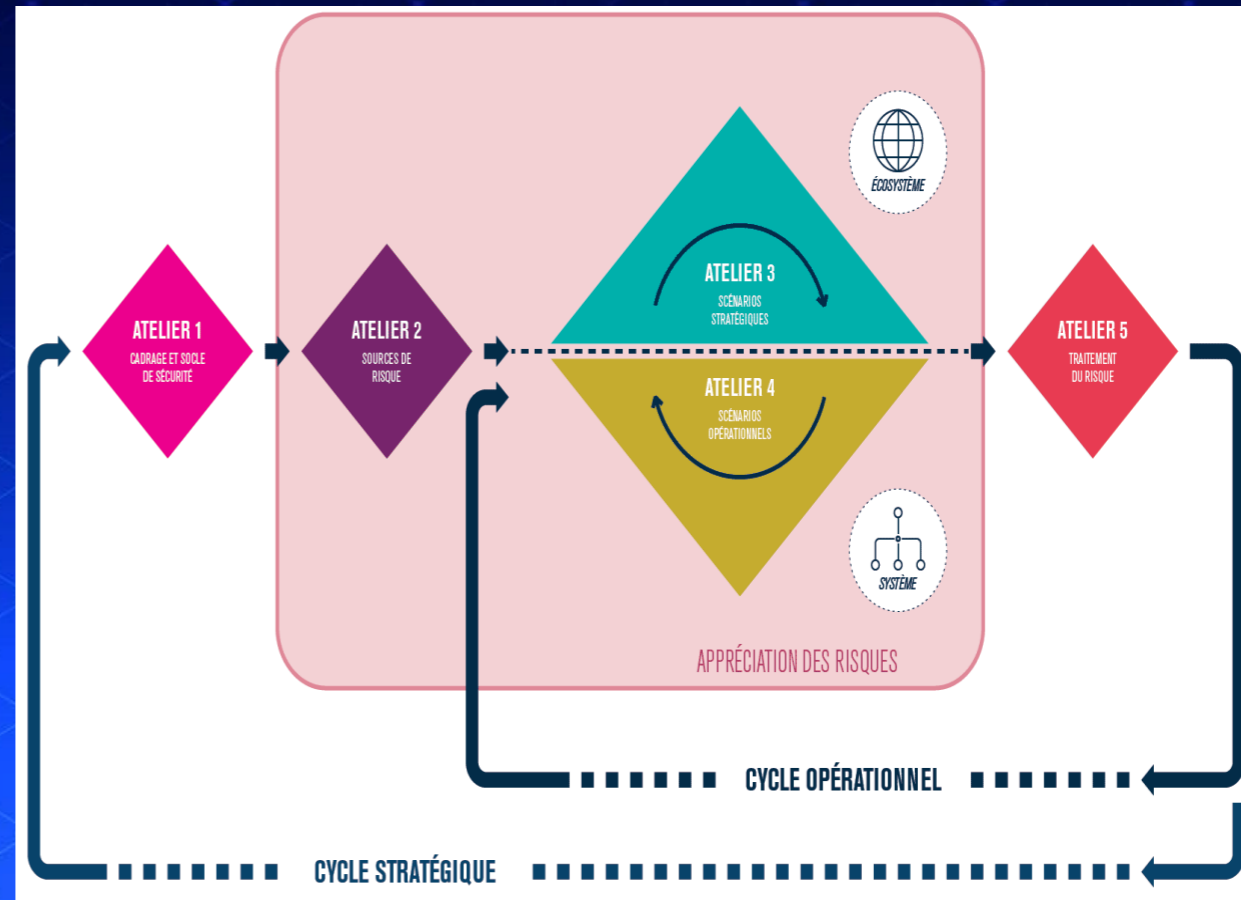 ÉCOSYSTÈME
ATELIER 1
CADRAGE ET SOCLE
DE SÉCURITÉ
ATELIER 2
SOURCES DE
RISQUE
ATELIER 3
SCÉNARIOS
STRATÉGIQUES
ATELIER 4
SCÉNARIOS
OPÉRATIONNELS
ATELIER 5
TRAITEMENT
DU RISQUE
SYSTÈME
APPRÉCIATION DES RISQUES
CYCLE OPÉRATIONNEL
CYCLE STRATÉGIQUE